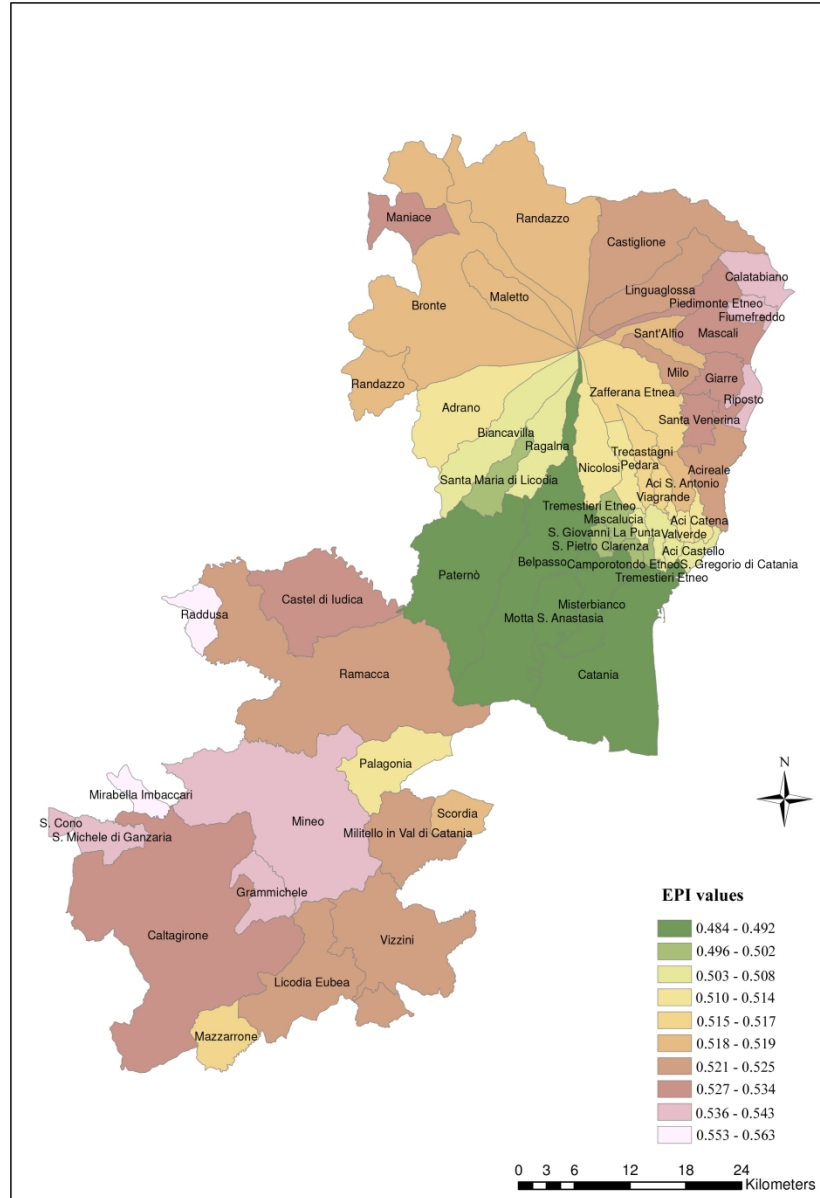 Randazzo
Maniace
Castiglione
Calatabiano
Linguaglossa
Maletto
Piedimonte Etneo
Bronte
Fiumefreddo
Sant'Alfio
Mascali
Milo
Giarre
Randazzo
Zafferana Etnea
Riposto
Adrano
Santa Venerina
Biancavilla
Ragalna
Trecastagni
Nicolosi
Pedara
Acireale
Santa Maria di Licodia
Aci S. Antonio
Viagrande
Tremestieri Etneo
Mascalucia
Aci Catena
S. Giovanni La Punta
Valverde
S. Pietro Clarenza
Aci Castello
Belpasso
Camporotondo Etneo
S. Gregorio di Catania
Paternò
Tremestieri Etneo
Castel di Iudica
Misterbianco
Raddusa
Motta S. Anastasia
Ramacca
Catania
Palagonia
N
Mirabella Imbaccari
Scordia
S. Cono
Mineo
S. Michele di Ganzaria
Militello in Val di Catania
Grammichele
Caltagirone
Vizzini
Licodia Eubea
Mazzarrone
EPI values
0.484 - 0.492
0.496 - 0.502
0.503 - 0.508
0.510 - 0.514
0.515 - 0.517
0.518 - 0.519
0.521 - 0.525
0.527 - 0.534
0.536 - 0.543
0.553 - 0.563
0 3 6 12 18 24
Kilometers